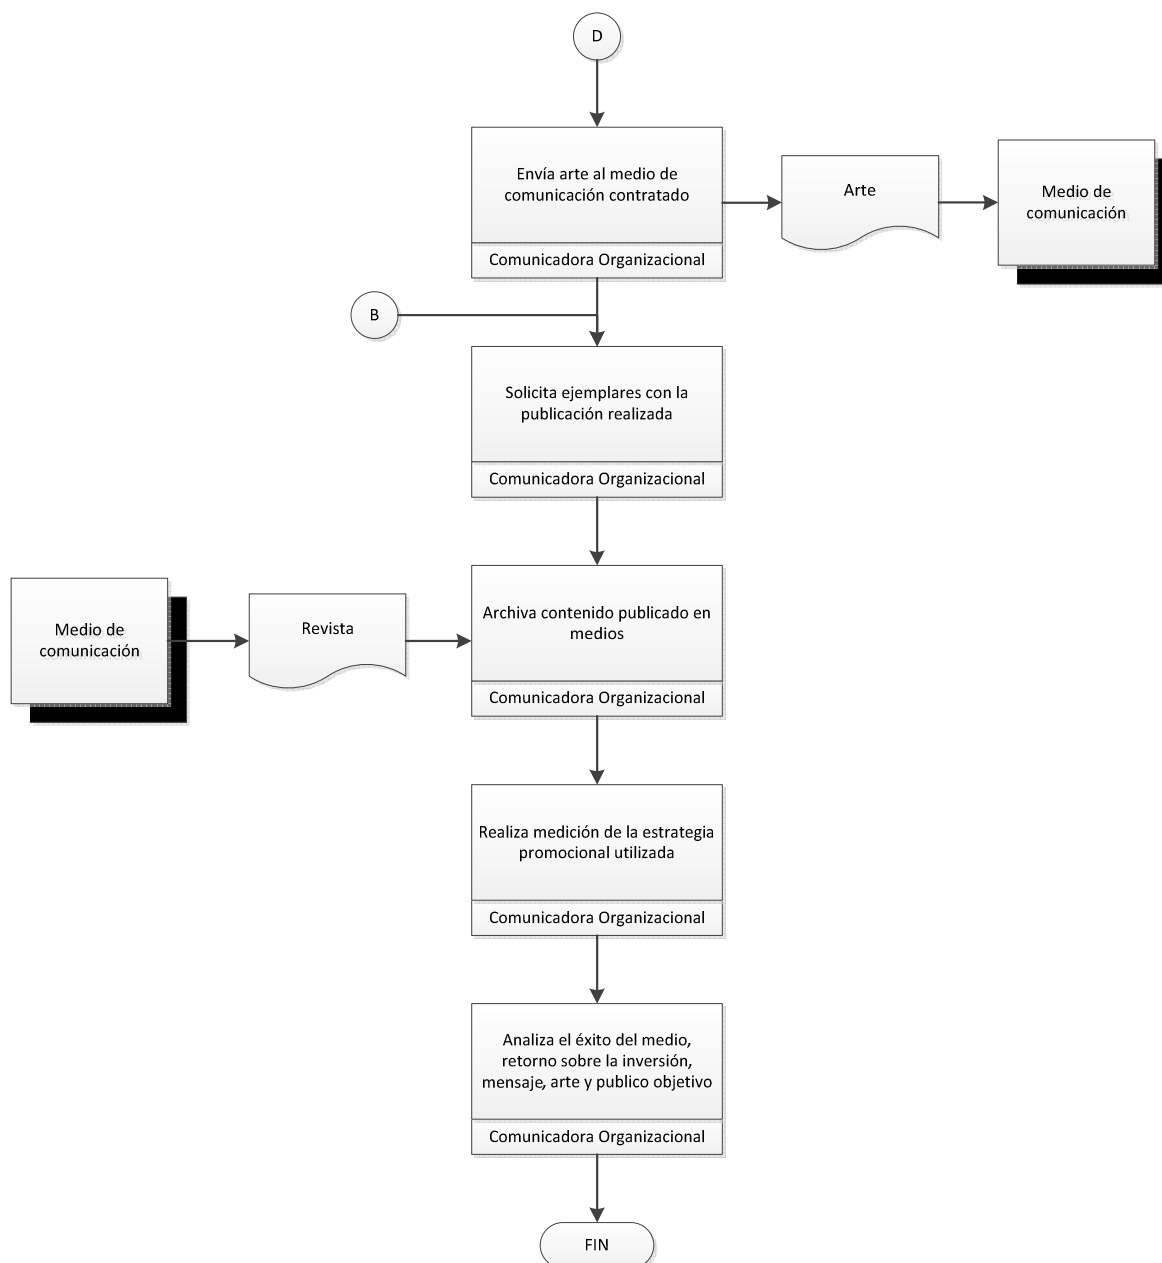 D
Envía arte al medio de
comunicación contratado
Comunicadora Organizacional
Arte
Medio de
comunicación
B
Solicita ejemplares con la
publicación realizada
Comunicadora Organizacional
Medio de
comunicación
Revista
Archiva contenido publicado en
medios
Comunicadora Organizacional
Realiza medición de la estrategia
promocional utilizada
Comunicadora Organizacional
Analiza el éxito del medio,
retorno sobre la inversión,
mensaje, arte y publico objetivo
Comunicadora Organizacional
FIN